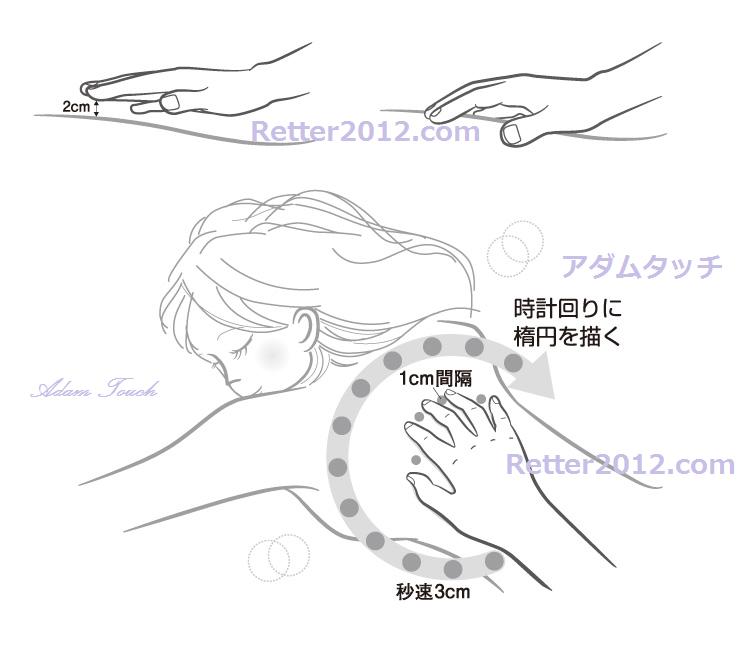 2cm
Retter2012.com
アダムタッチ
時計回りに
楕円を描く
1cm間隔
Adam Touch
Retter2012.com
秒速3cm